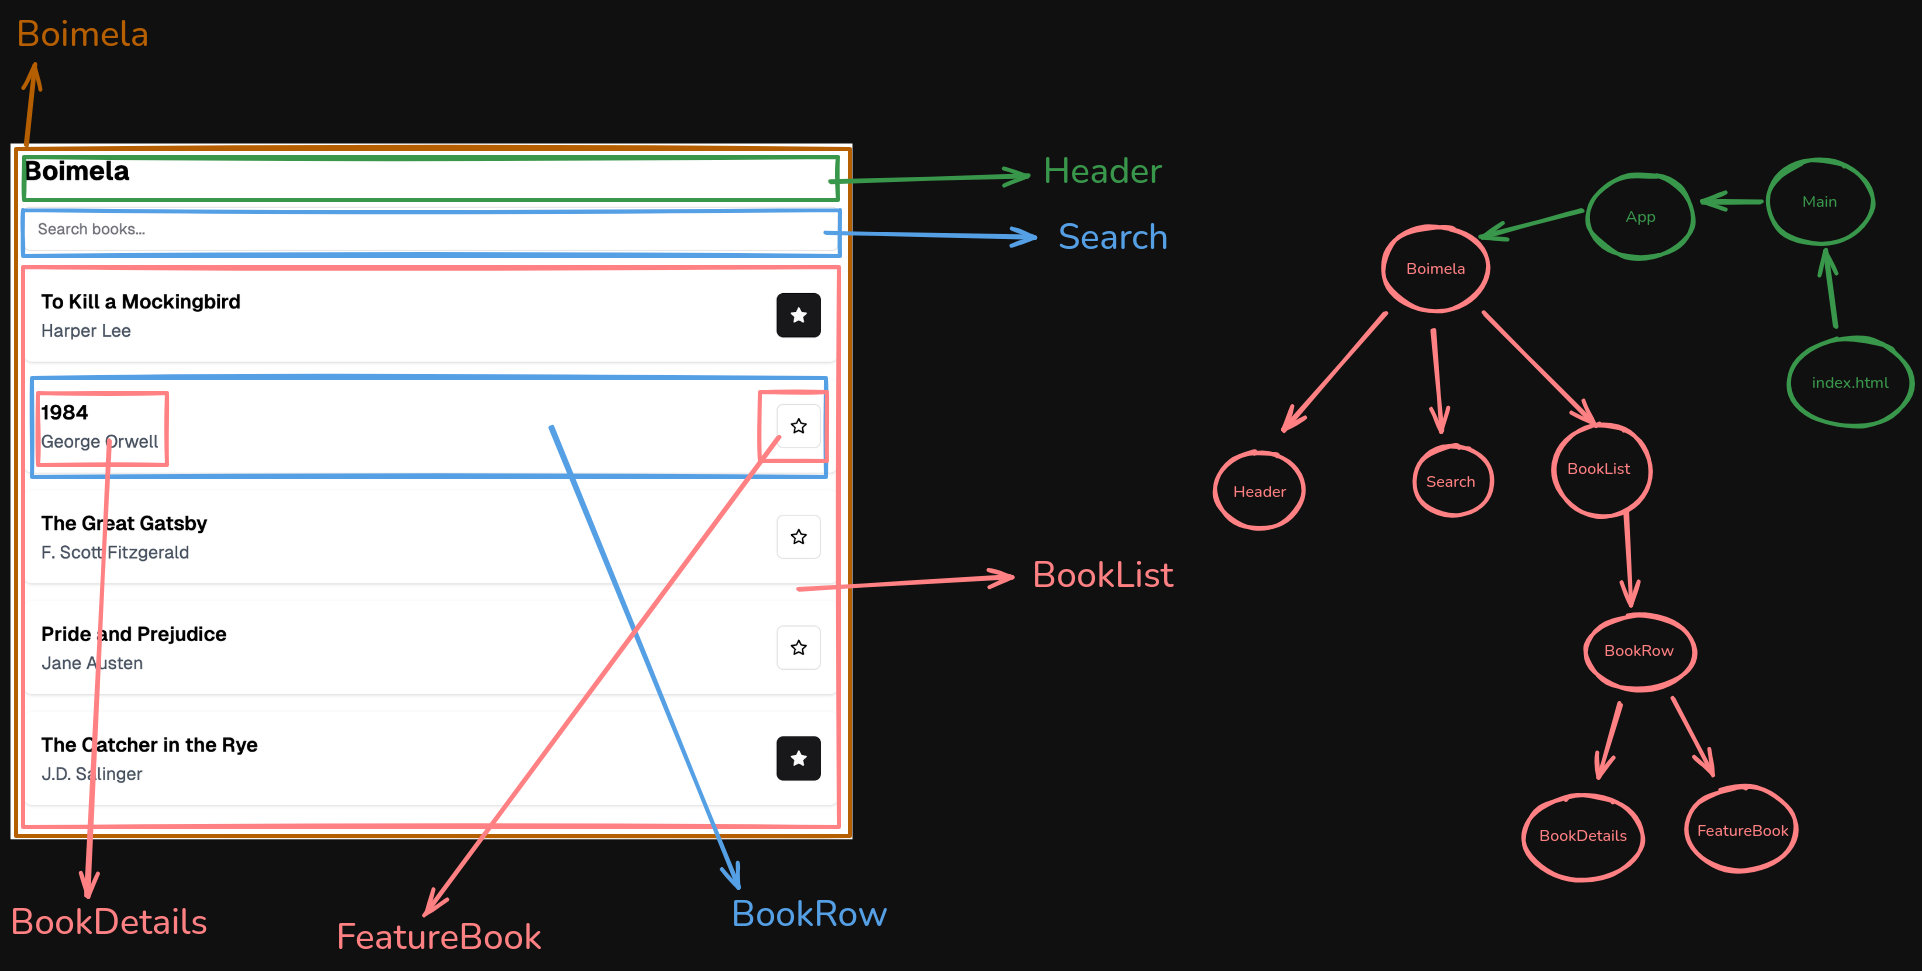 Boimela
Boimela
Header
Search books...
Search
To Kill a Mockingbird
Harper Lee
1984
George Orwell
The Great Gatsby
F. Scott Fitzgerald
BookList
Pride and Prejudice
Jane Austen
The Catcher in the Rye
J.D. Salinger
BookDetails
FeatureBook
BookRow
Main
App
Boimela
index.html
Header
Search
BookList
BookRow
BookDetails
FeatureBook